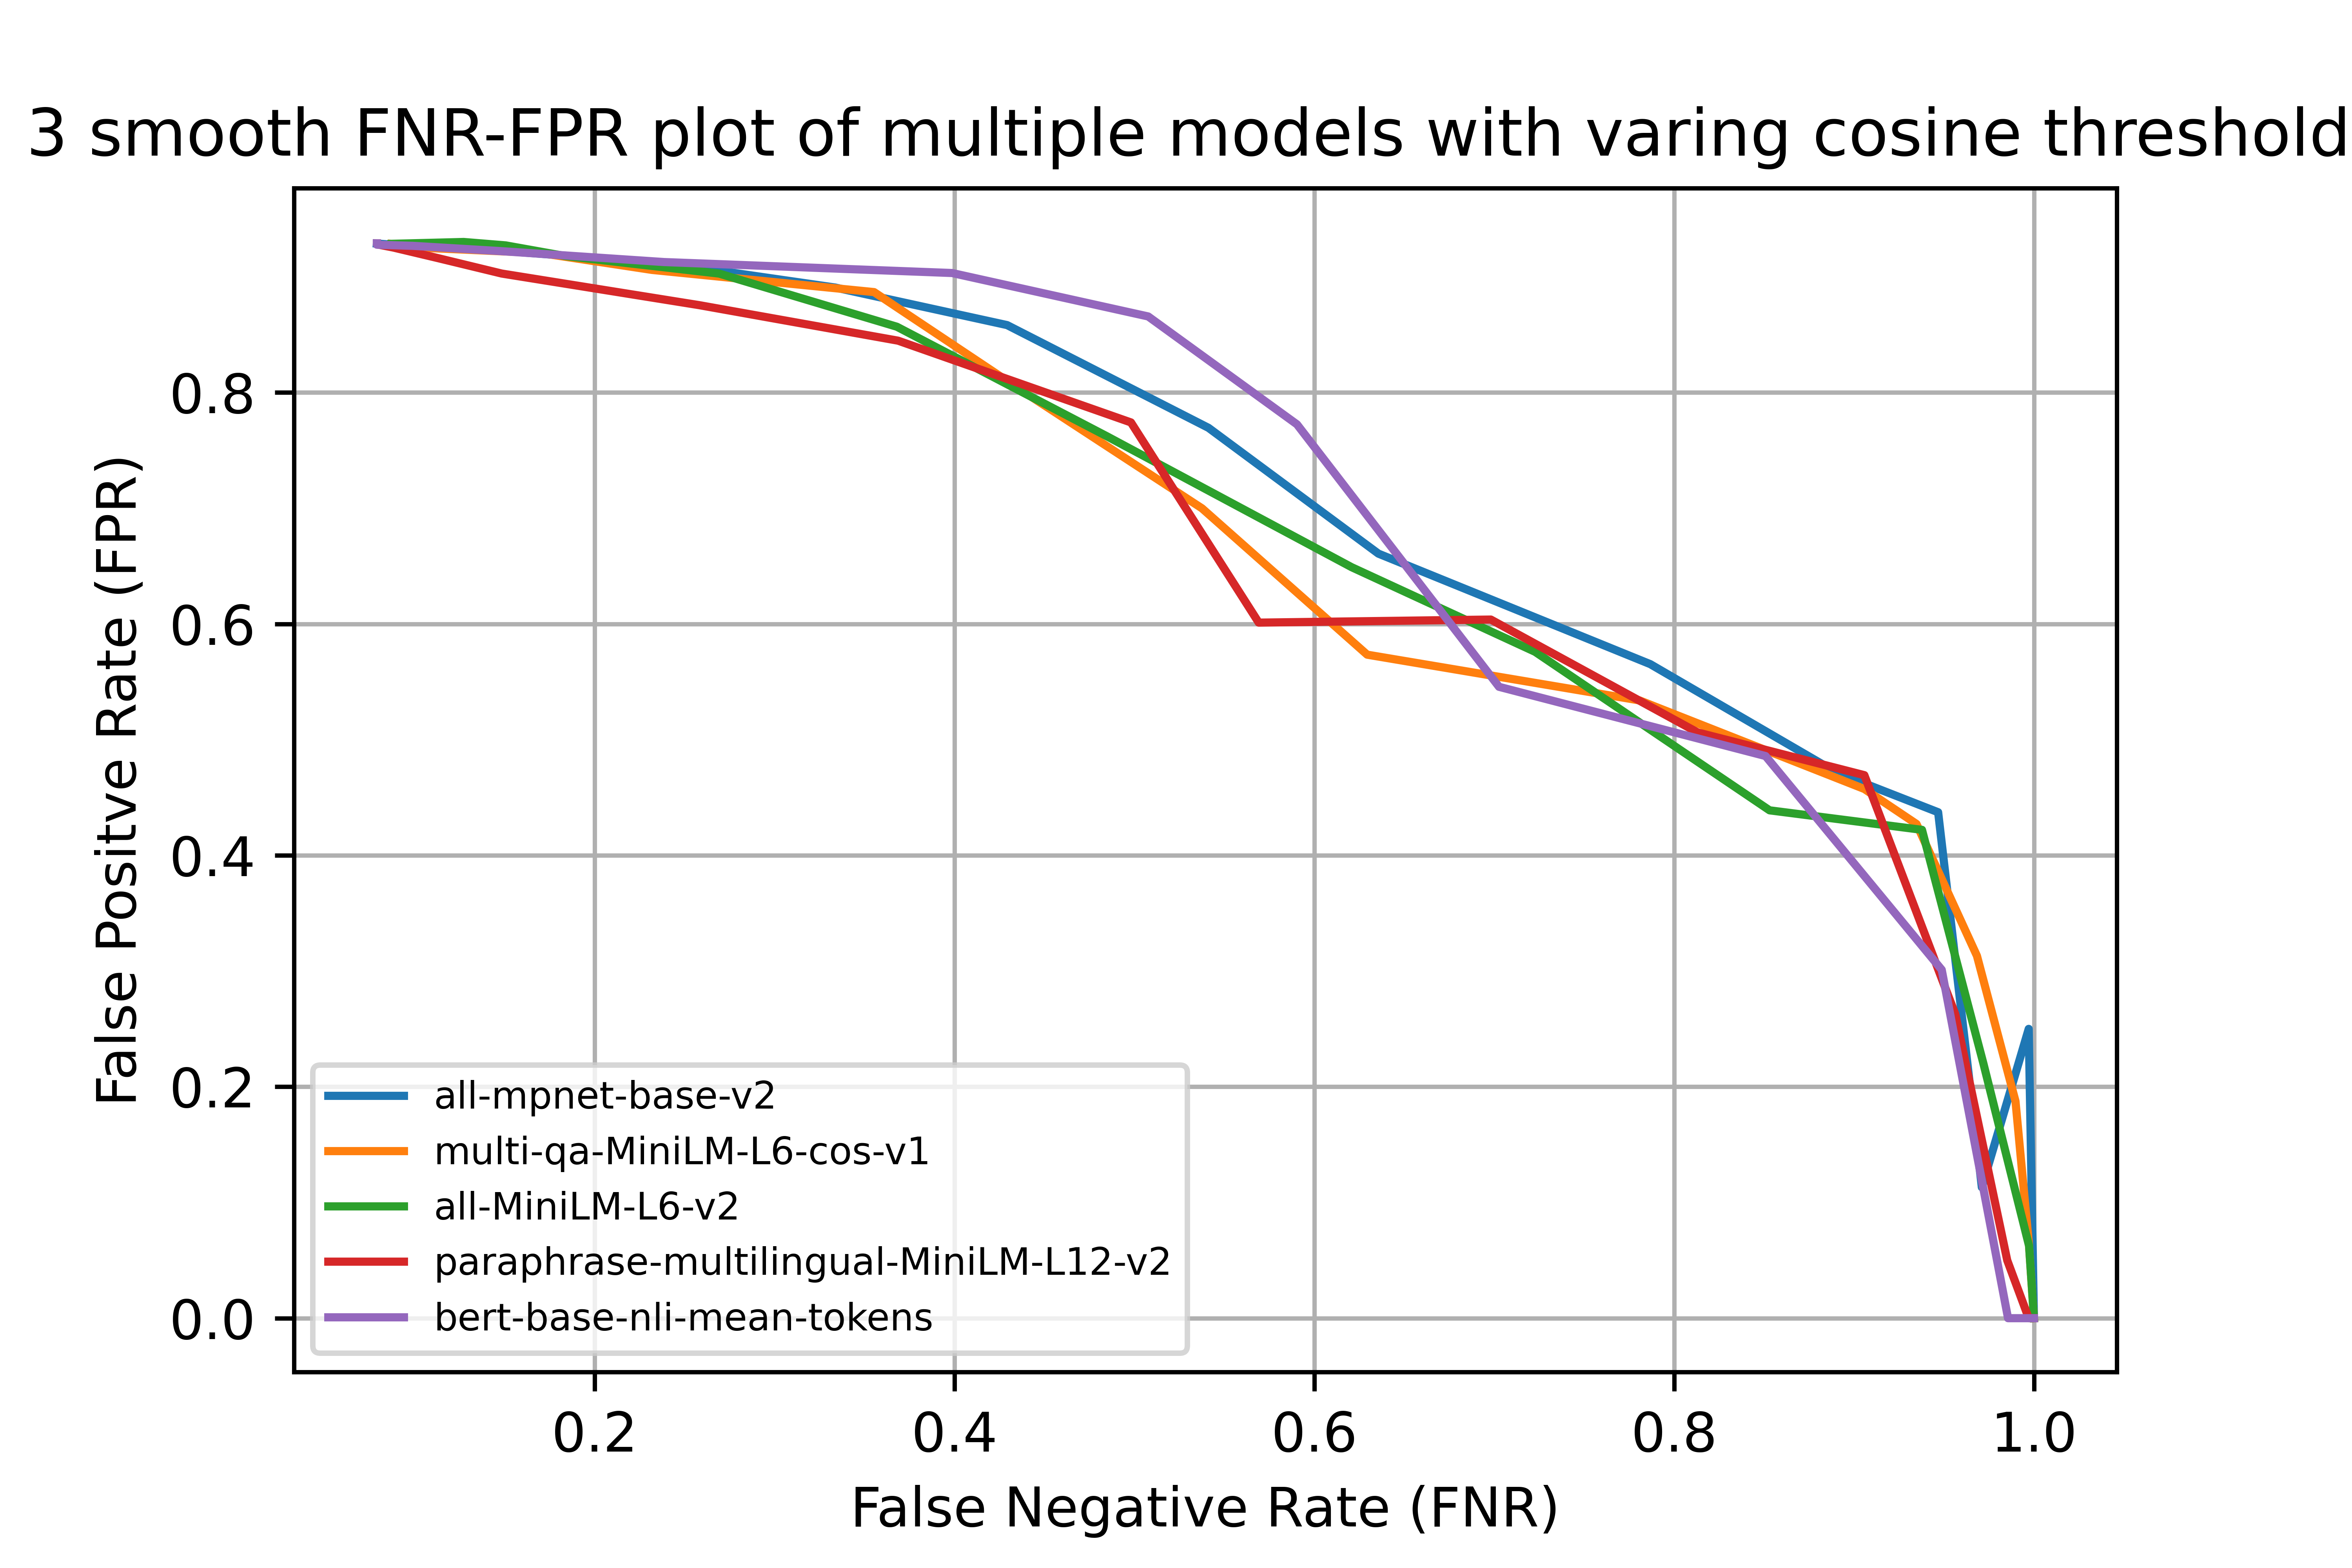 3 smooth FNR-FPR plot of multiple models with varing cosine threshold
False Positive Rate (FPR)
0.8
0.6
0.4
0.2
0.0
all-mpnet-base-v2
multi-qa-MiniLM-L6-cos-v1
all-MiniLM-L6-v2
paraphrase-multilingual-MiniLM-L12-v2
bert-base-nli-mean-tokens
0.2 0.4 0.6 0.8 1.0
False Negative Rate (FNR)